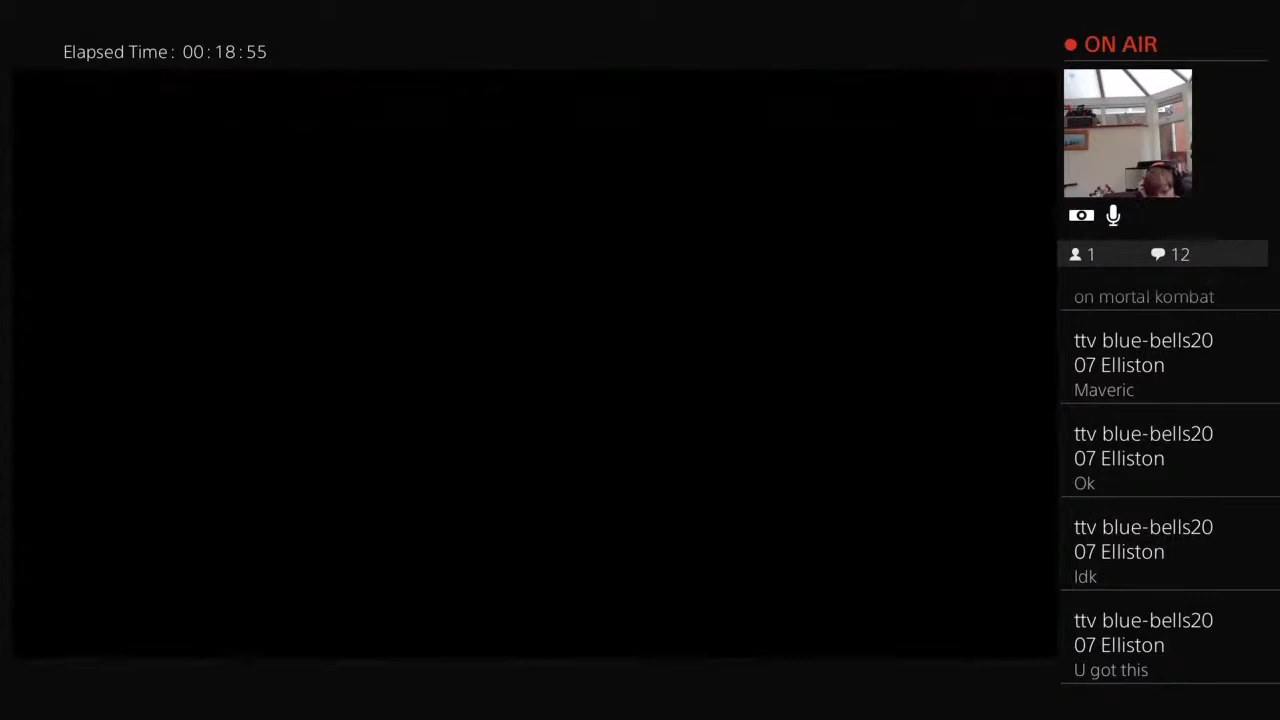 Elapsed Time: 00:18:55
ON AIR
1
12
on mortal kombat
ttv blue-bells20
07 Elliston
Maveric
ttv blue-bells20
07 Elliston
Ok
ttv blue-bells20
07 Elliston
Idk
ttv blue-bells20
07 Elliston
U got this